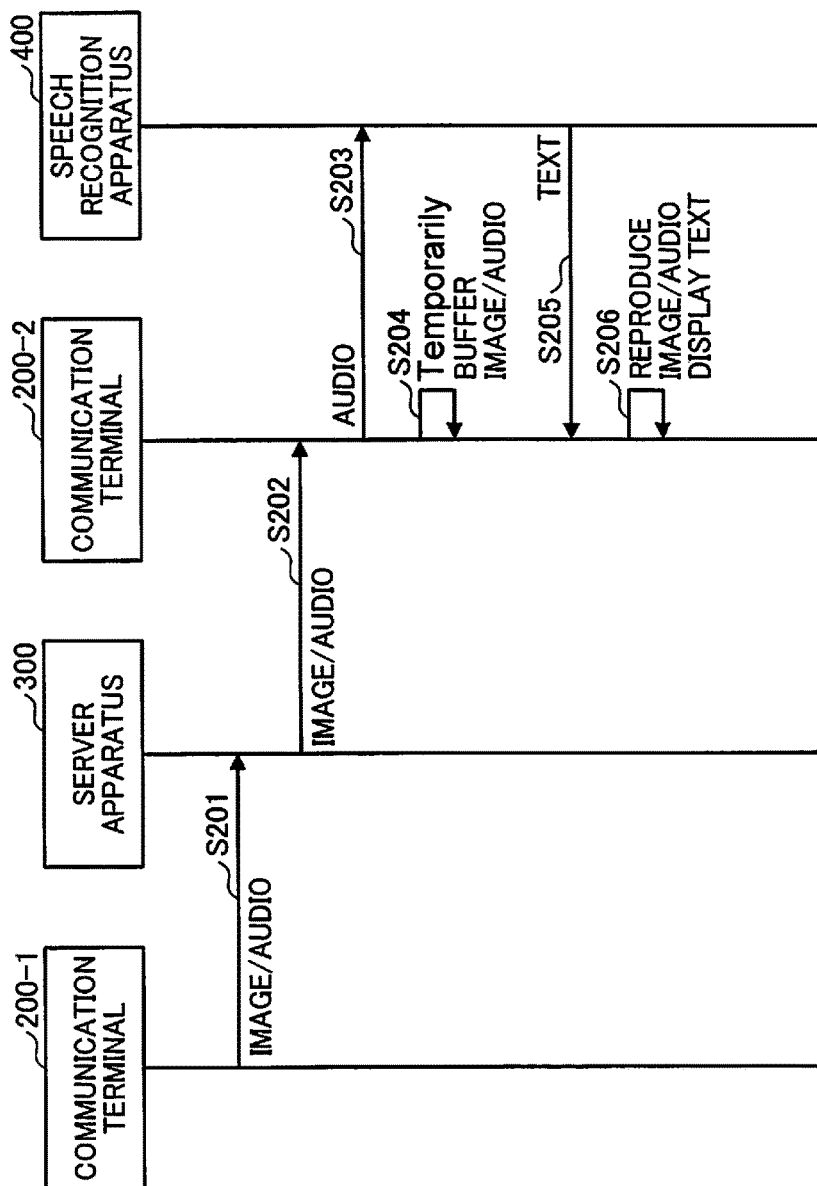 200-1
COMMUNICATION
TERMINAL
300
SERVER
APPARATUS
200-2
COMMUNICATION
TERMINAL
400
SPEECH
RECOGNITION
APPARATUS
S201
IMAGE/AUDIO
S202
IMAGE/AUDIO
AUDIO
S203
S204
Temporarily
BUFFER
IMAGE/AUDIO
S205
TEXT
S206
REPRODUCE
IMAGE/AUDIO
DISPLAY TEXT